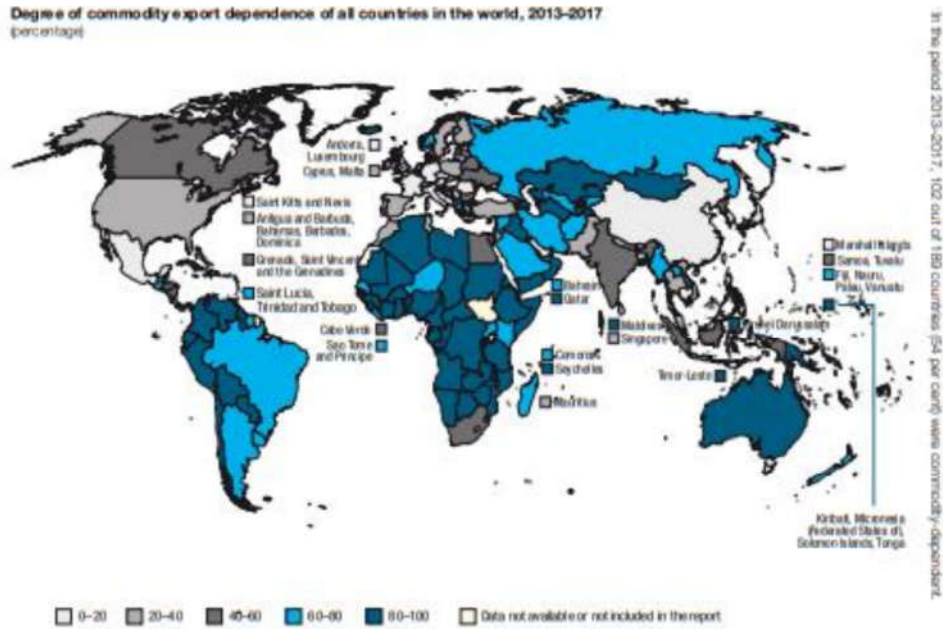 Degree of commodity export dependence of all countries in the world, 2013–2017
(percentage)
Andorra,
Luxembourg
Cyprus, Malta
Saint Kitts and Nevis
Antigua and Barbuda,
Bahamas, Barbados,
Dominica
Grenada, Saint Vincent
and the Grenadines
Saint Lucia,
Trinidad and Tobago
Cabo Verde
Sao Tome
and Principe
Bahrain
Qatar
Comoros
Seychelles
Mauritius
Maldives
Singapore
Brunei Darussalam
Timor-Leste
Marshall Islands
Samoa, Tuvalu
Fiji, Nauru,
Palau, Vanuatu
Kiribati, Micronesia
(Federated States of),
Solomon Islands, Tonga
0–20
20–40
40–60
60–80
80–100
Data not available or not included in the report
In the period 2013–2017, 102 out of 189 countries (54 per cent) were commodity-dependent.